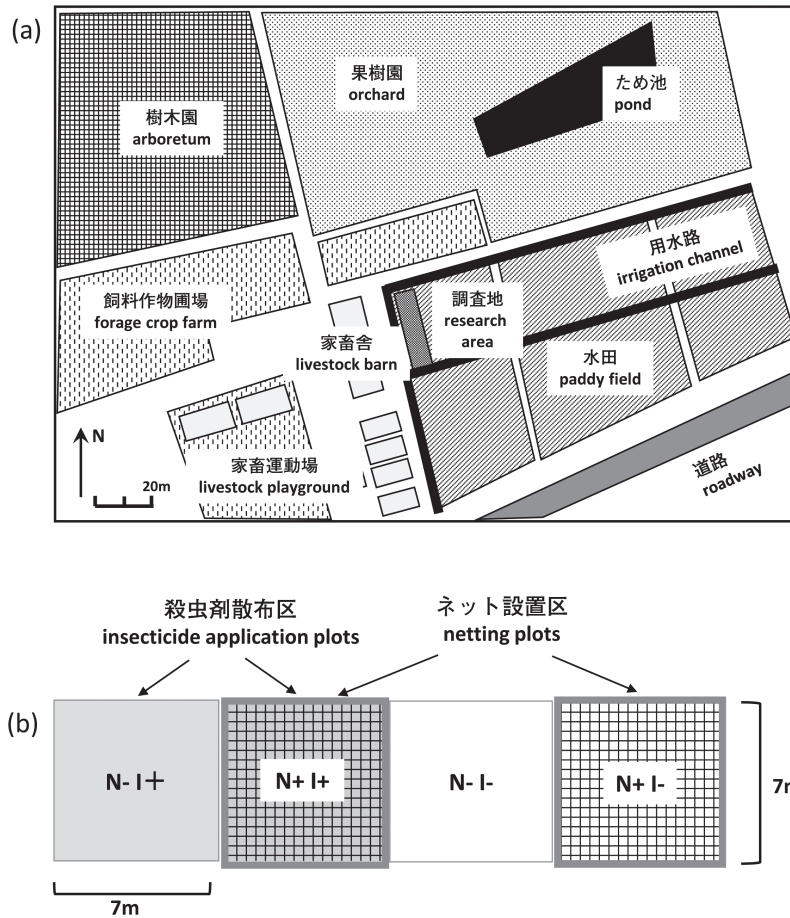 (a)
樹木園
arboretum
果樹園
orchard
ため池
pond
用水路
irrigation channel
飼料作物圃場
forage crop farm
調査地
research
area
家畜舎
livestock barn
水田
paddy field
N
20m
家畜運動場
livestock playground
道路
roadway
殺虫剤散布区
insecticide application plots
ネット設置区
netting plots
(b)
N- I+
N+ I+
N- I-
N+ I-
7m
7m